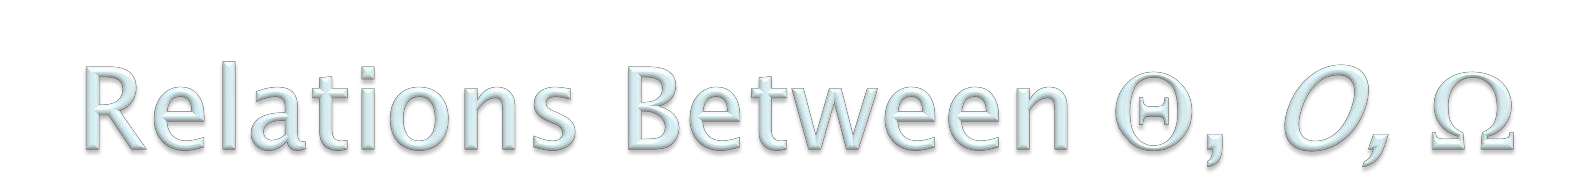 Relations Between Θ, O, Ω